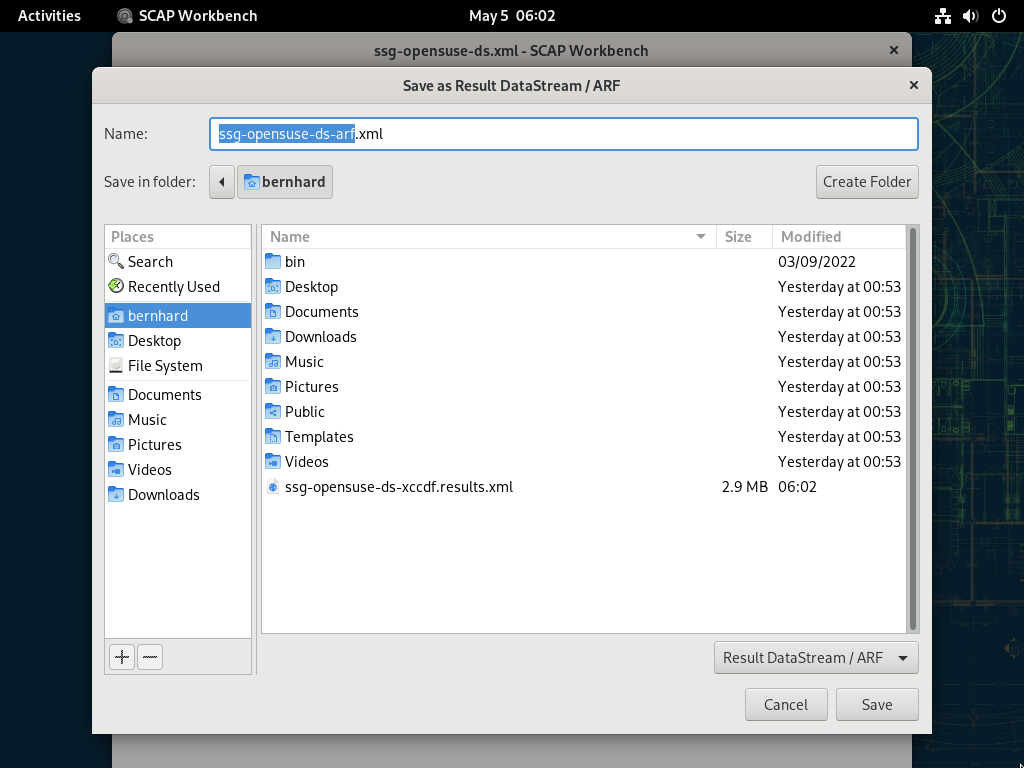 Activities SCAP Workbench May 5 06:02
ssg-opensuse-ds.xml - SCAP Workbench
Save as Result DataStream / ARF
Name: ssg-opensuse-ds-arf.xml
Save in folder: bernhard Create Folder
Places Name Size Modified
Search bin 03/09/2022
Recently Used Desktop Yesterday at 00:53
bernhard Documents Yesterday at 00:53
Desktop Downloads Yesterday at 00:53
File System Music Yesterday at 00:53
Documents Pictures Yesterday at 00:53
Music Public Yesterday at 00:53
Pictures Templates Yesterday at 00:53
Videos Videos Yesterday at 00:53
Downloads ssg-opensuse-ds-xccdf.results.xml 2.9 MB 06:02
Result DataStream / ARF
Cancel Save